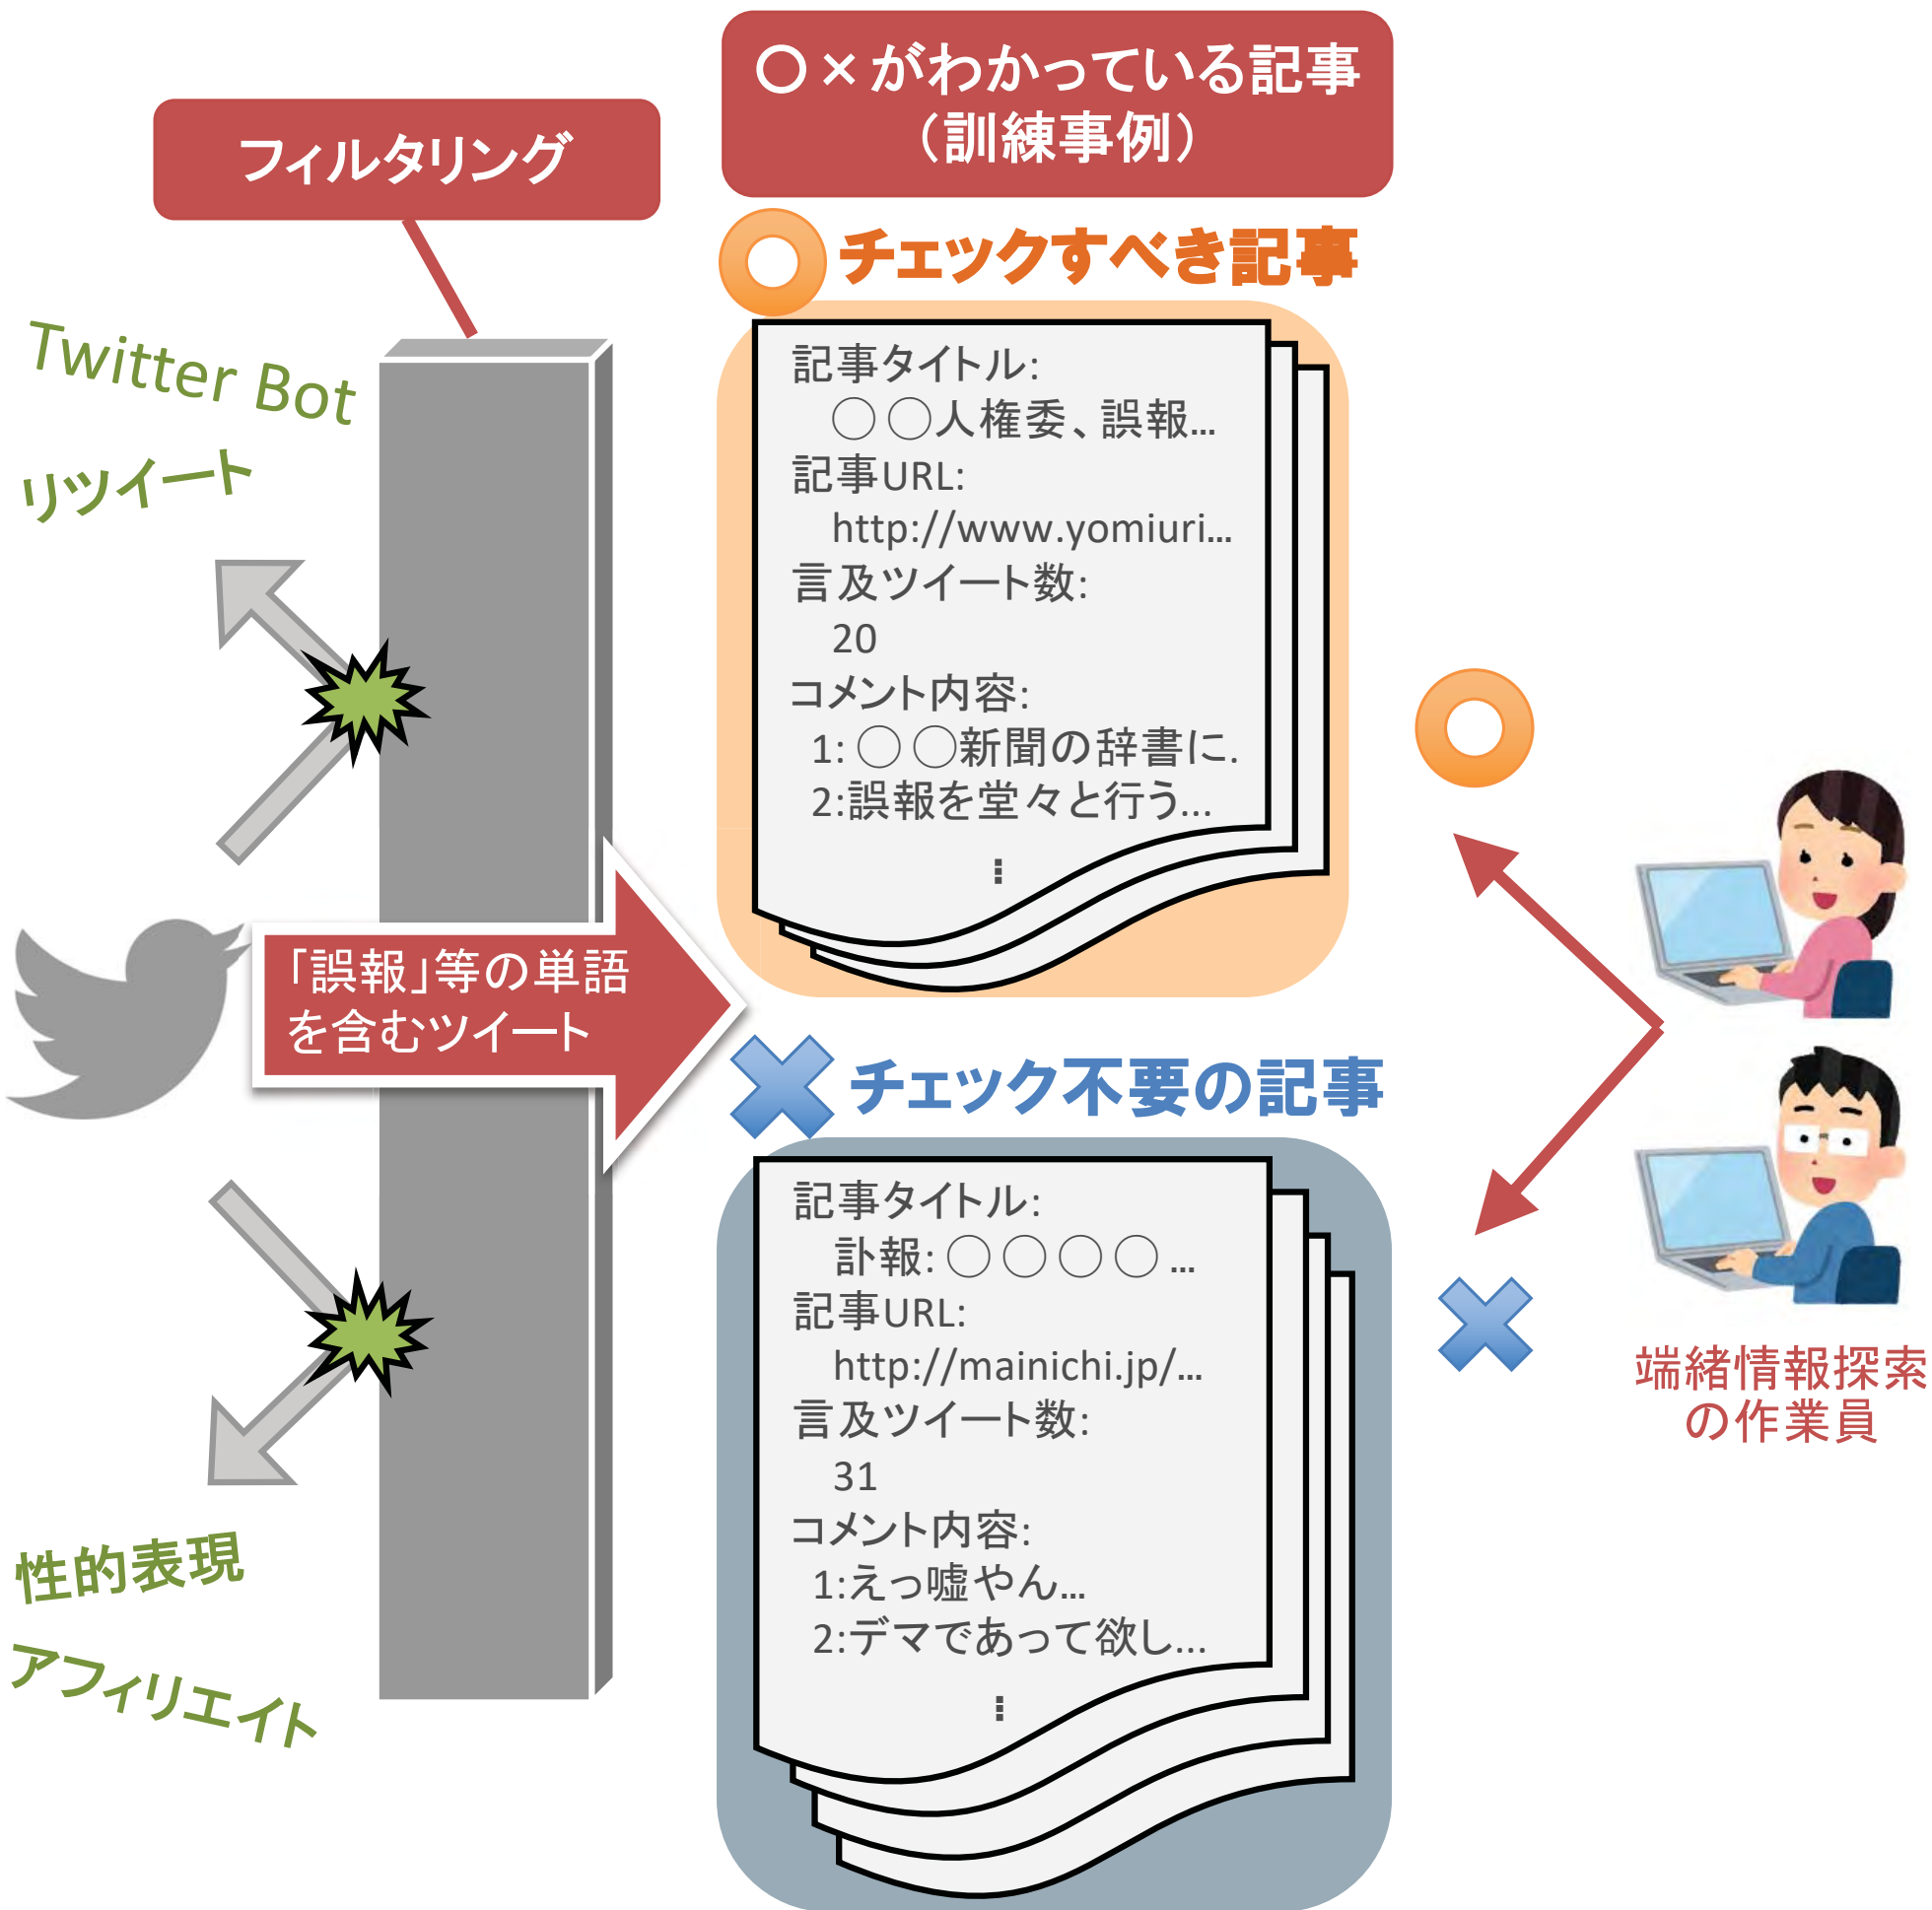 フィルタリング
〇×がわかっている記事
（訓練事例）
Twitter Bot
リツイート
「誤報」等の単語
を含むツイート
性的表現
アフィリエイト
チェックすべき記事
記事タイトル:
〇〇人権委、誤報...
記事URL:
http://www.yomiuri...
言及ツイート数:
20
コメント内容:
1:〇〇新聞の辞書に.
2:誤報を堂々と行う...
⋮
チェック不要の記事
記事タイトル:
訃報:〇〇〇〇...
記事URL:
http://mainichi.jp/...
言及ツイート数:
31
コメント内容:
1:えっ嘘やん...
2:デマであって欲し...
⋮
端緒情報探索
の作業員